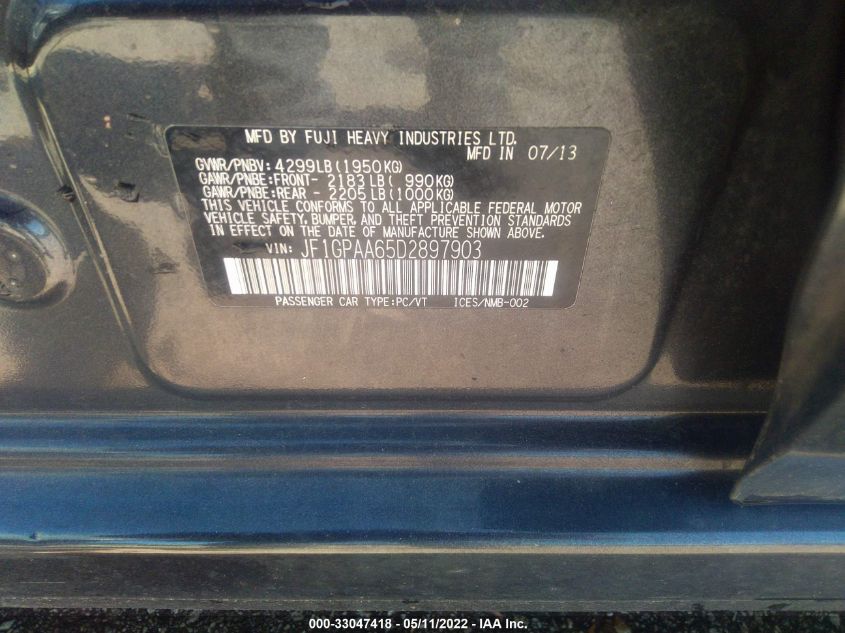 MFD BY FUJI HEAVY INDUSTRIES LTD.
MFD IN 07/13
GVWR/PNBV: 4299LB(1950KG)
GAWR/PNBE:FRONT- 2183LB( 990KG)
GAWR/PNBE:REAR - 2205LB(1000KG)
THIS VEHICLE CONFORMS TO ALL APPLICABLE FEDERAL MOTOR
VEHICLE SAFETY, BUMPER, AND THEFT PREVENTION STANDARDS
IN EFFECT ON THE DATE OF MANUFACTURE SHOWN ABOVE.
VIN: JF1GPAA65D2897903
PASSENGER CAR TYPE:PC/VT ICES/NMB-002
000-33047418 - 05/11/2022 - IAA Inc.